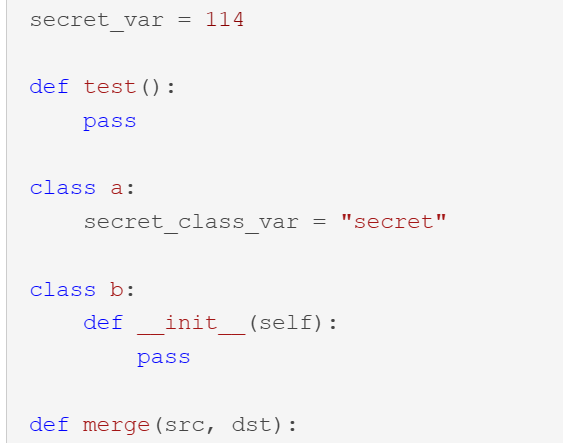 secret_var = 114
def test():
    pass
class a:
    secret_class_var = "secret"
class b:
    def __init__(self):
        pass
def merge(src, dst):